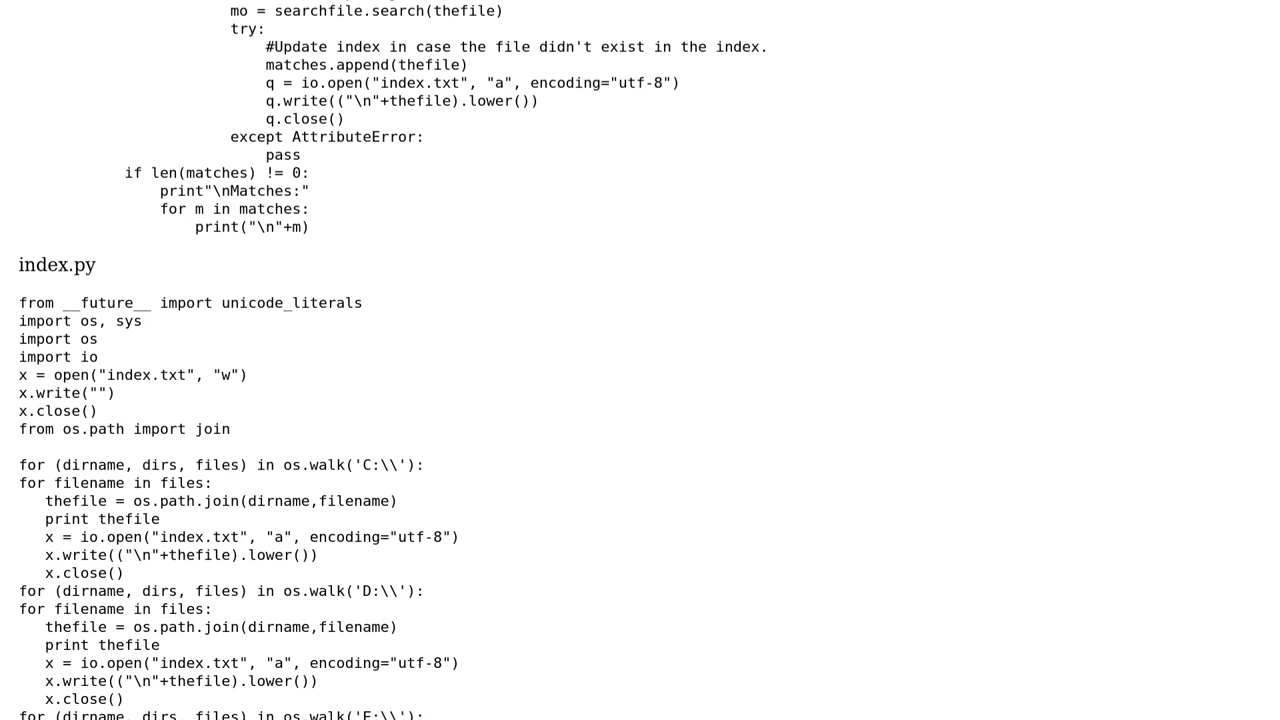 mo = searchfile.search(thefile)
try:
#Update index in case the file didn't exist in the index.
matches.append(thefile)
q = io.open("index.txt", "a", encoding="utf-8")
q.write(("\n"+thefile).lower())
q.close()
except AttributeError:
pass
if len(matches) != 0:
print"\nMatches:"
for m in matches:
print("\n"+m)
index.py
from __future__ import unicode_literals
import os, sys
import os
import io
x = open("index.txt", "w")
x.write("")
x.close()
from os.path import join
for (dirname, dirs, files) in os.walk('C:\\'):
for filename in files:
thefile = os.path.join(dirname,filename)
print thefile
x = io.open("index.txt", "a", encoding="utf-8")
x.write(("\n"+thefile).lower())
x.close()
for (dirname, dirs, files) in os.walk('D:\\'):
for filename in files:
thefile = os.path.join(dirname,filename)
print thefile
x = io.open("index.txt", "a", encoding="utf-8")
x.write(("\n"+thefile).lower())
x.close()
for (dirname, dirs, files) in